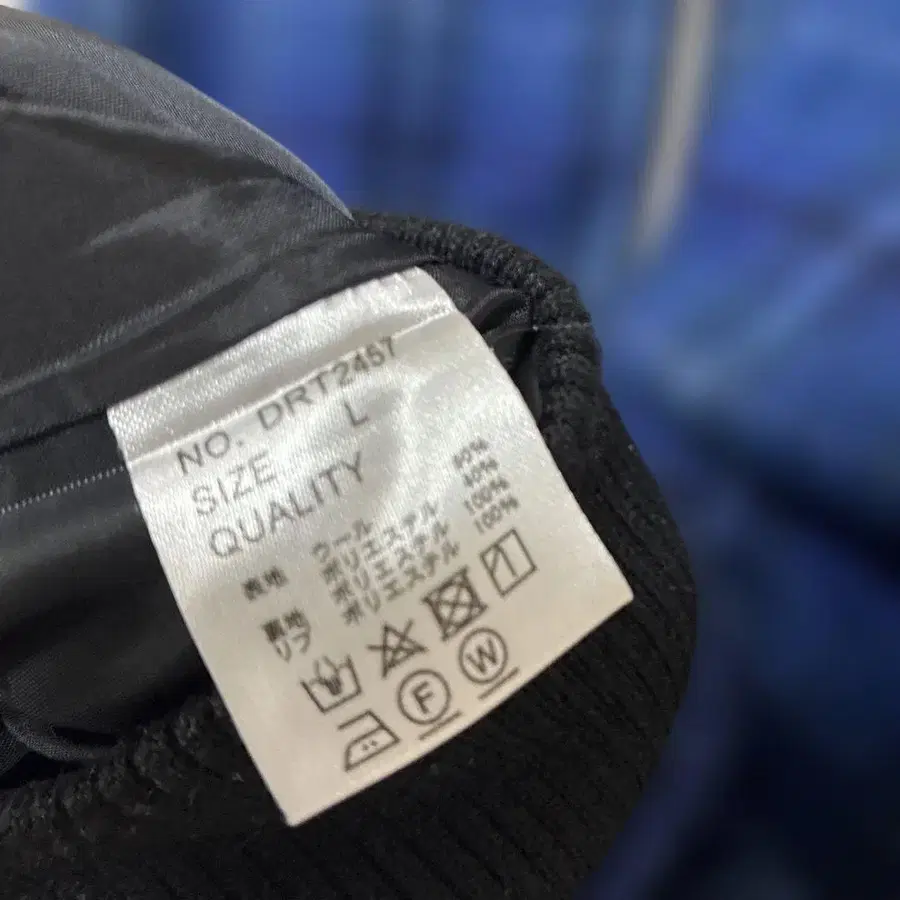 NO. DRT2457
SIZE L
QUALITY
表地 ウール 60%
ポリエステル 40%
裏地 ポリエステル 100%
リブ ポリエステル 100%
F W